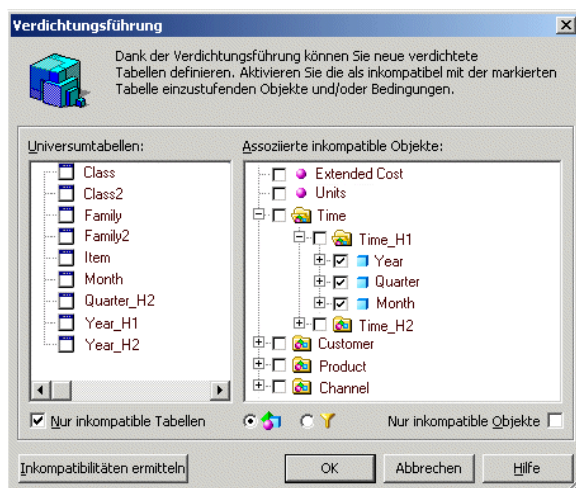 Verdichtungsführung
Dank der Verdichtungsführung können Sie neue verdichtete
Tabellen definieren. Aktivieren Sie die als inkompatibel mit der markierten
Tabelle einzustufenden Objekte und/oder Bedingungen.
Universumtabellen:
Class
Class2
Family
Family2
Item
Month
Quarter_H2
Year_H1
Year_H2
Assoziierte inkompatible Objekte:
Extended Cost
Units
Time
Time_H1
Year
Quarter
Month
Time_H2
Customer
Product
Channel
Nur inkompatible Tabellen
Nur inkompatible Objekte
Inkompatibilitäten ermitteln
OK
Abbrechen
Hilfe